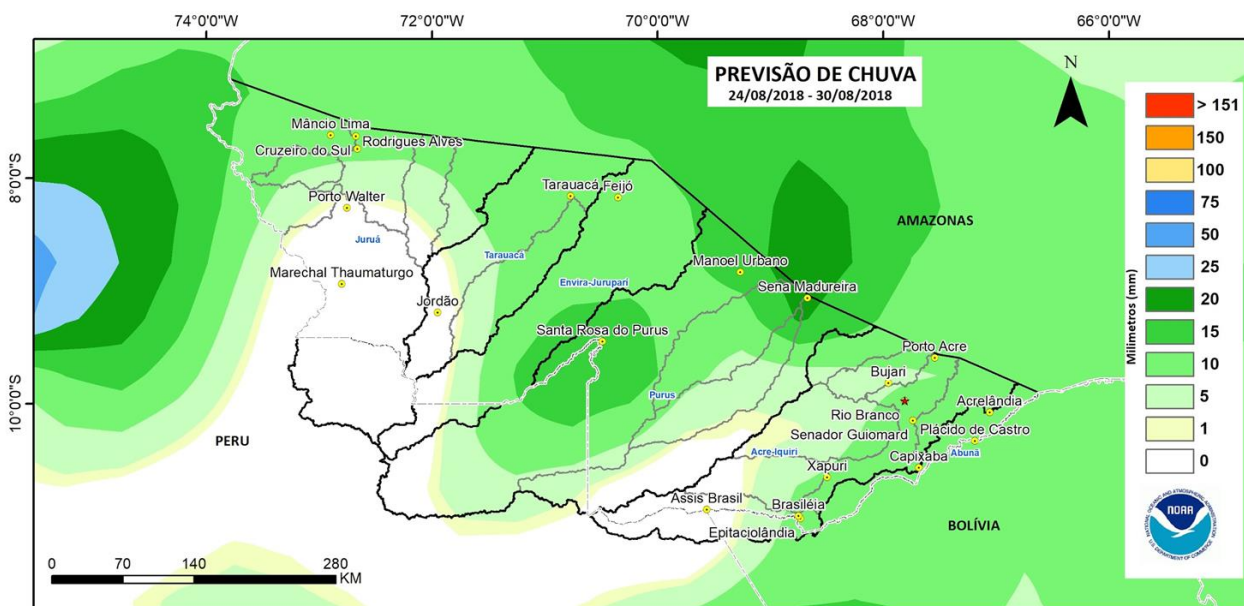 74°0'0"W
72°0'0"W
70°0'0"W
68°0'0"W
66°0'0"W
PREVISÃO DE CHUVA
24/08/2018 - 30/08/2018
N
> 151
150
100
75
50
25
20
15
10
5
1
0
Milímetros (mm)
8°0'0"S
10°0'0"S
Mâncio Lima
Rodrigues Alves
Cruzeiro do Sul
Porto Walter
Tarauacá
Feijó
AMAZONAS
Juruá
Tarauacá
Manoel Urbano
Marechal Thaumaturgo
Envira-Jurupari
Sena Madureira
Jordão
Santa Rosa do Purus
Porto Acre
Bujari
Purus
Acrelândia
Rio Branco
PERU
Senador Guiomard
Plácido de Castro
Acre-Iquiri
Capixaba
Abunã
Xapuri
Assis Brasil
Brasiléia
BOLÍVIA
Epitaciolândia
0
70
140
280
KM
NOAA